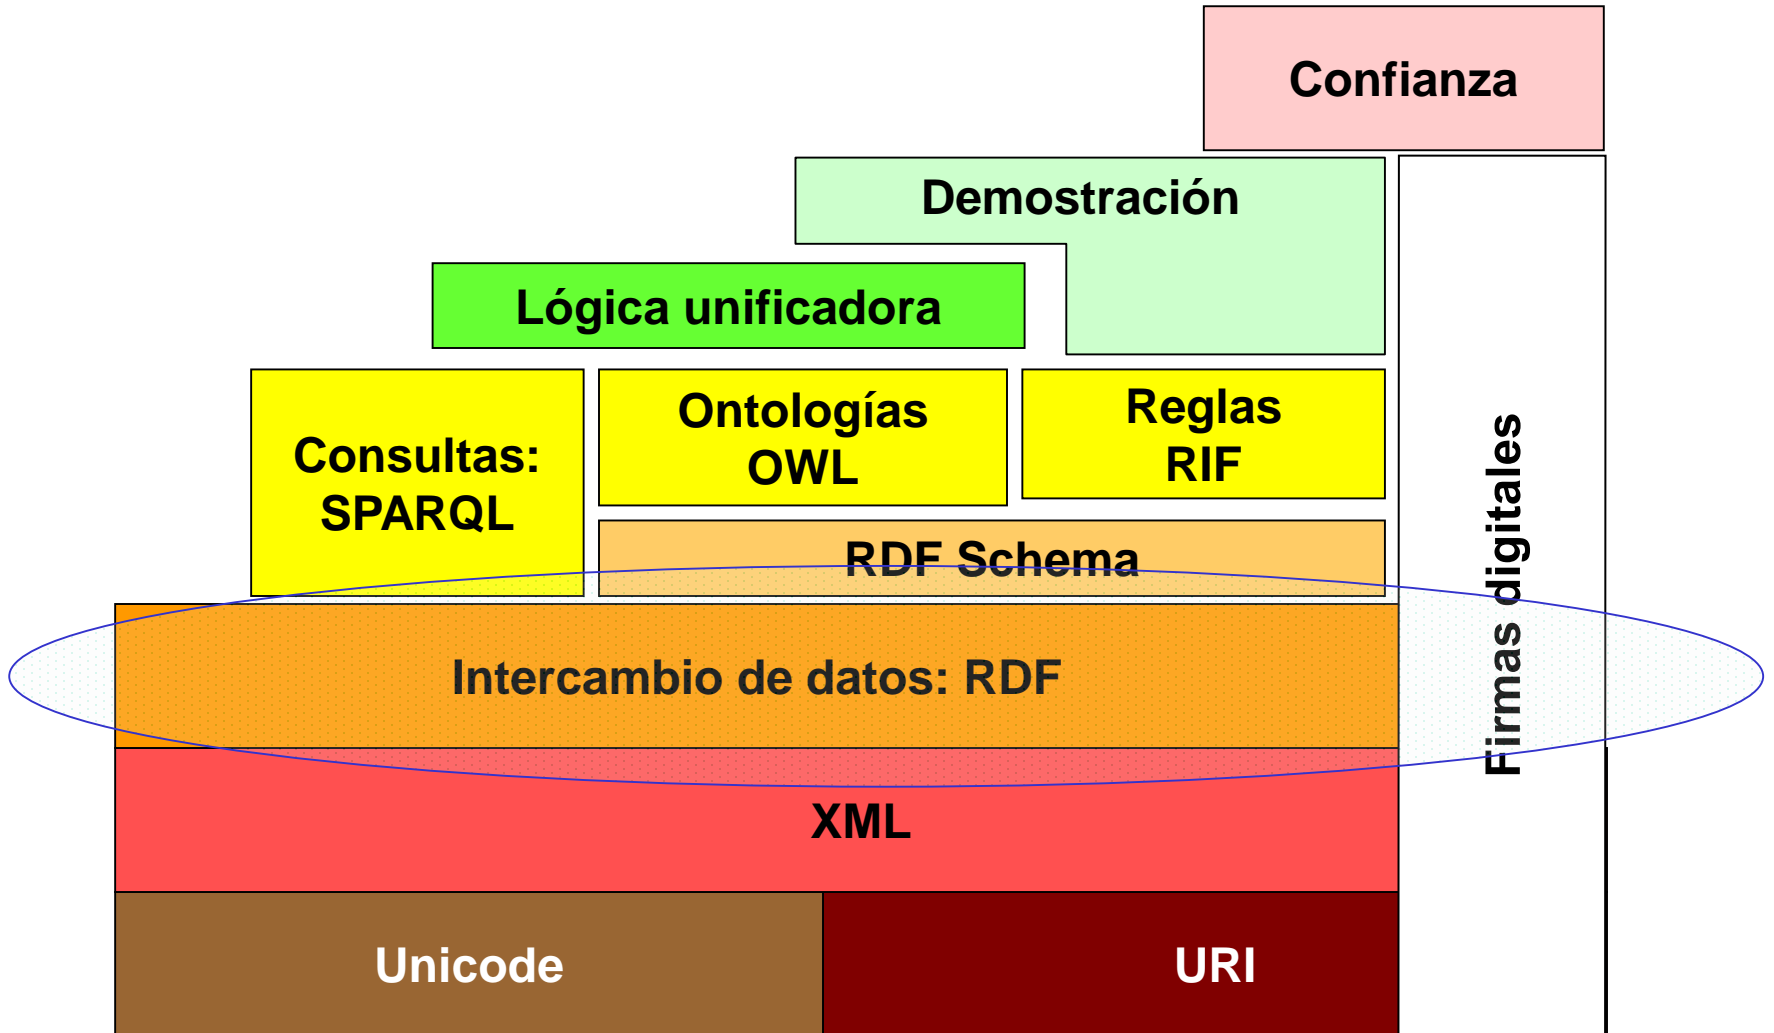 Confianza
Demostración
Lógica unificadora
Consultas:
SPARQL
Ontologías
OWL
Reglas
RIF
RDF Schema
Firmas digitales
Intercambio de datos: RDF
XML
Unicode
URI